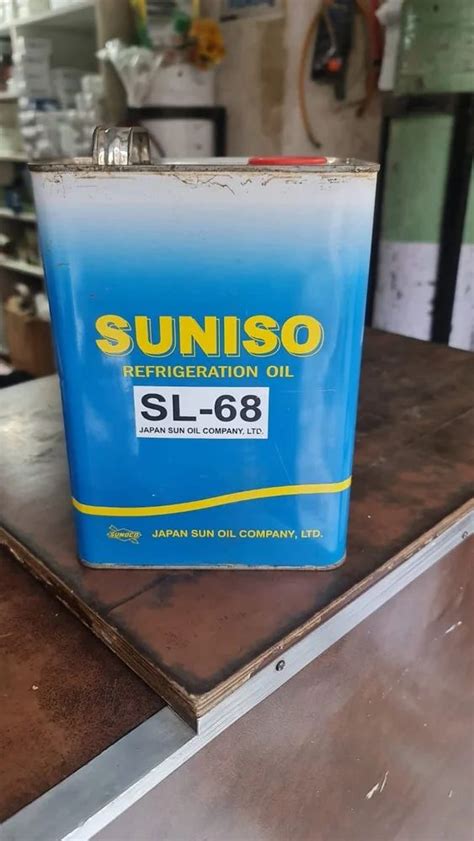 SUNISO
REFRIGERATION OIL
SL-68
JAPAN SUN OIL COMPANY, LTD.
SUNOCO
JAPAN SUN OIL COMPANY, LTD.